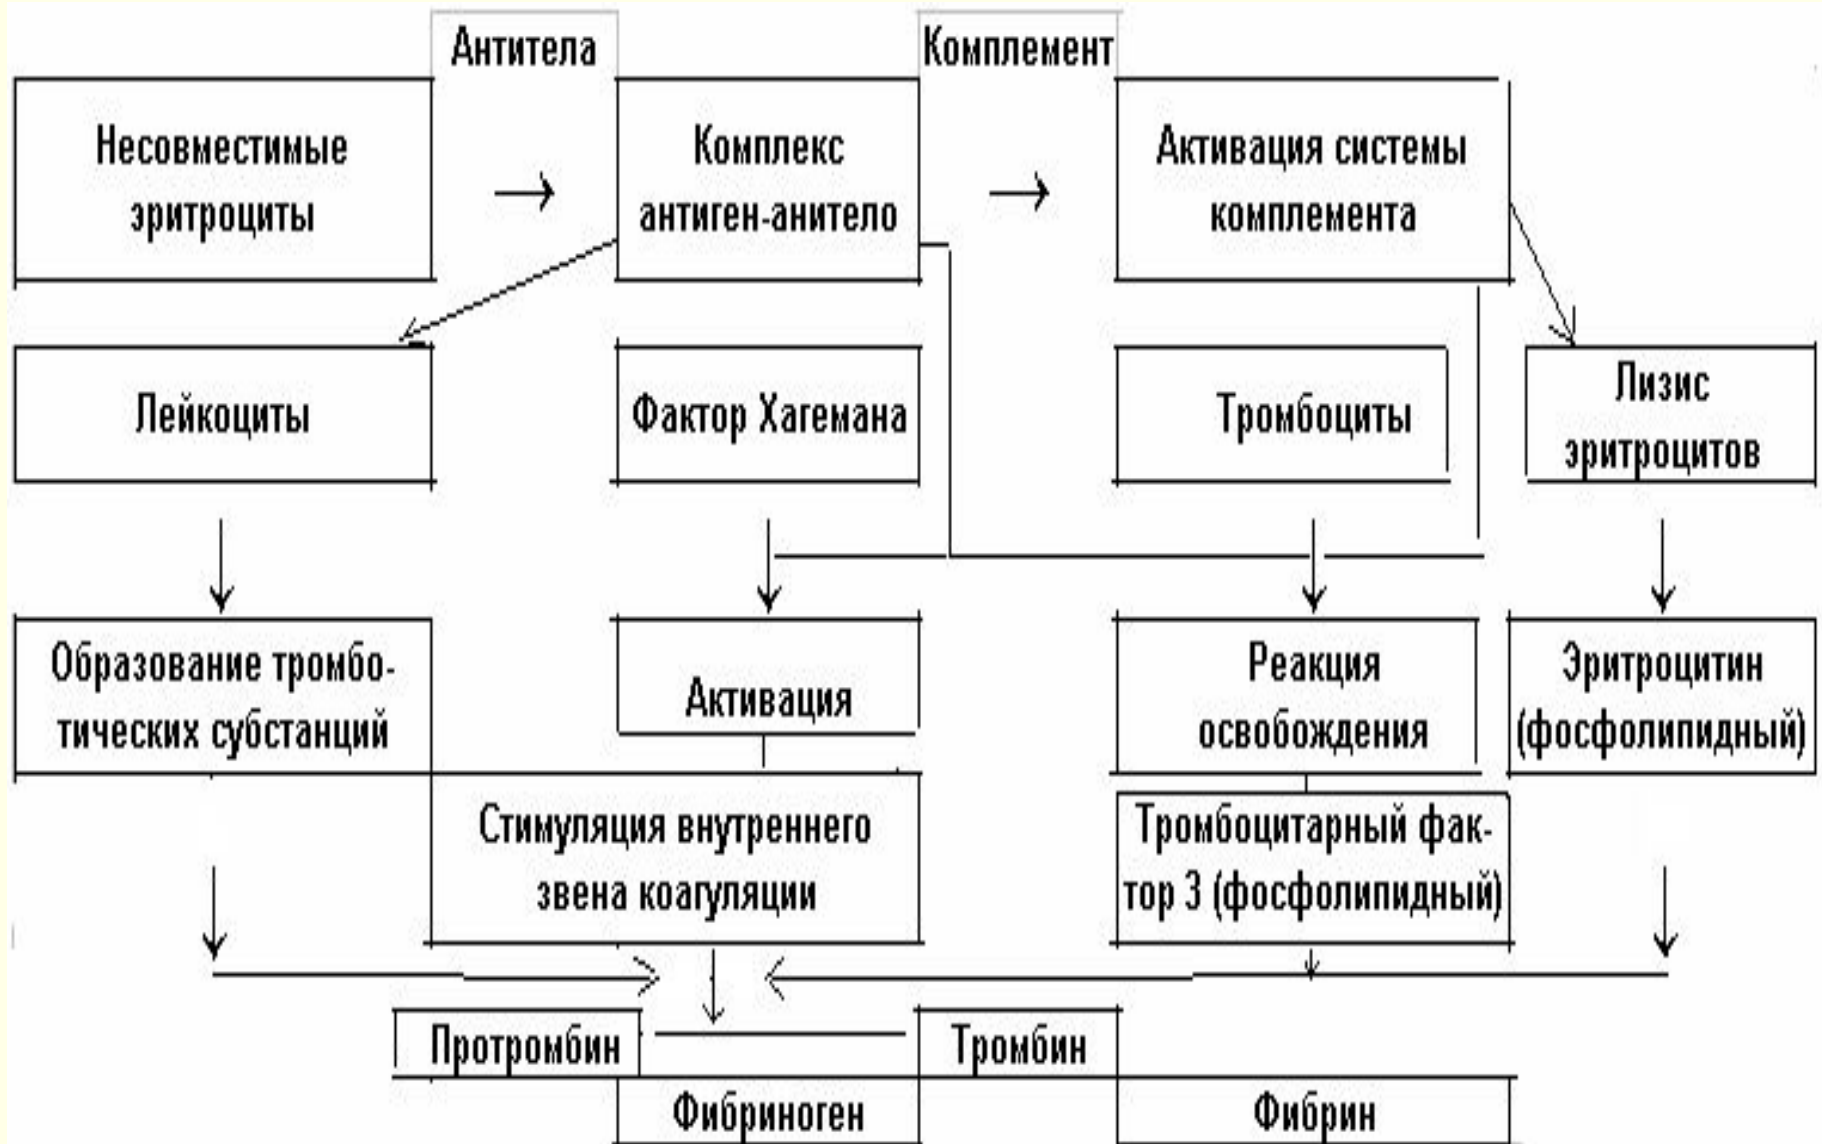 Антитела
Комплемент
Несовместимые
эритроциты
Комплекс
антиген-анитело
Активация системы
комплемента
Лейкоциты
Фактор Хагемана
Тромбоциты
Лизис
эритроцитов
Образование тромбо-
тических субстанций
Активация
Реакция
освобождения
Эритроцитин
(фосфолипидный)
Стимуляция внутреннего
звена коагуляции
Тромбоцитарный фак-
тор 3 (фосфолипидный)
Протромбин
Тромбин
Фибриноген
Фибрин